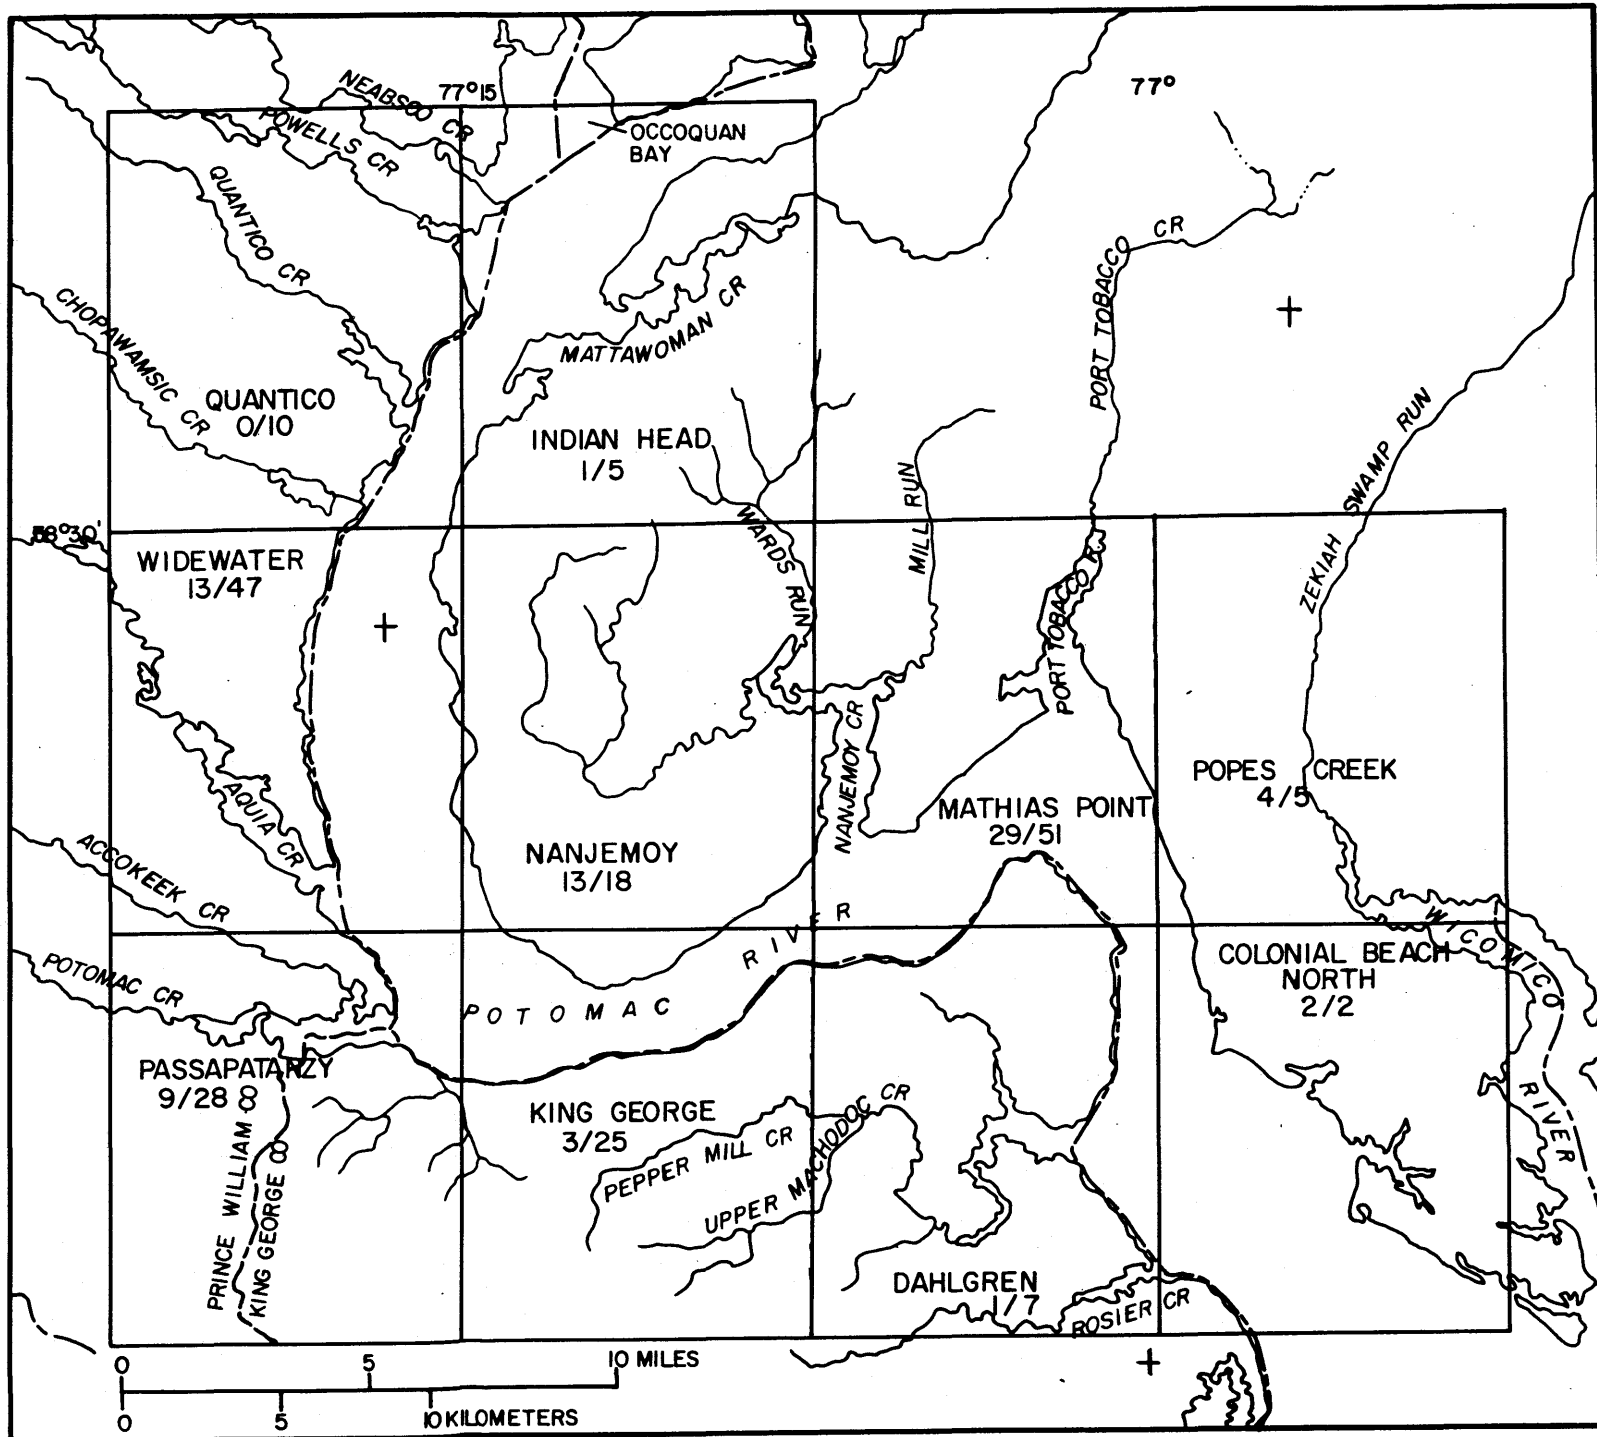 77°15
77°
NEABSCO CR
POWELLS CR
OCCOQUAN
BAY
QUANTICO CR
PORT TOBACCO CR
CHOPAWAMSIC CR
MATTAWOMAN CR
QUANTICO
0/10
INDIAN HEAD
1/5
MILL RUN
ZEKIAH SWAMP RUN
38°30'
WARDS RUN
WIDEWATER
13/47
PORT TOBACCO R.
NANJEMOY CR
POPES CREEK
4/5
AQUIA CR
MATHIAS POINT
29/51
NANJEMOY
13/18
ACCOKEEK CR
POTOMAC RIVER
WICOMICO RIVER
COLONIAL BEACH
NORTH
2/2
POTOMAC CR
PASSAPATANZY
9/28
PRINCE WILLIAM CO
KING GEORGE CO
KING GEORGE
3/25
PEPPER MILL CR
UPPER MACHODOC CR
DAHLGREN
1/7
ROSIER CR
0 5 10 MILES
0 5 10 KILOMETERS